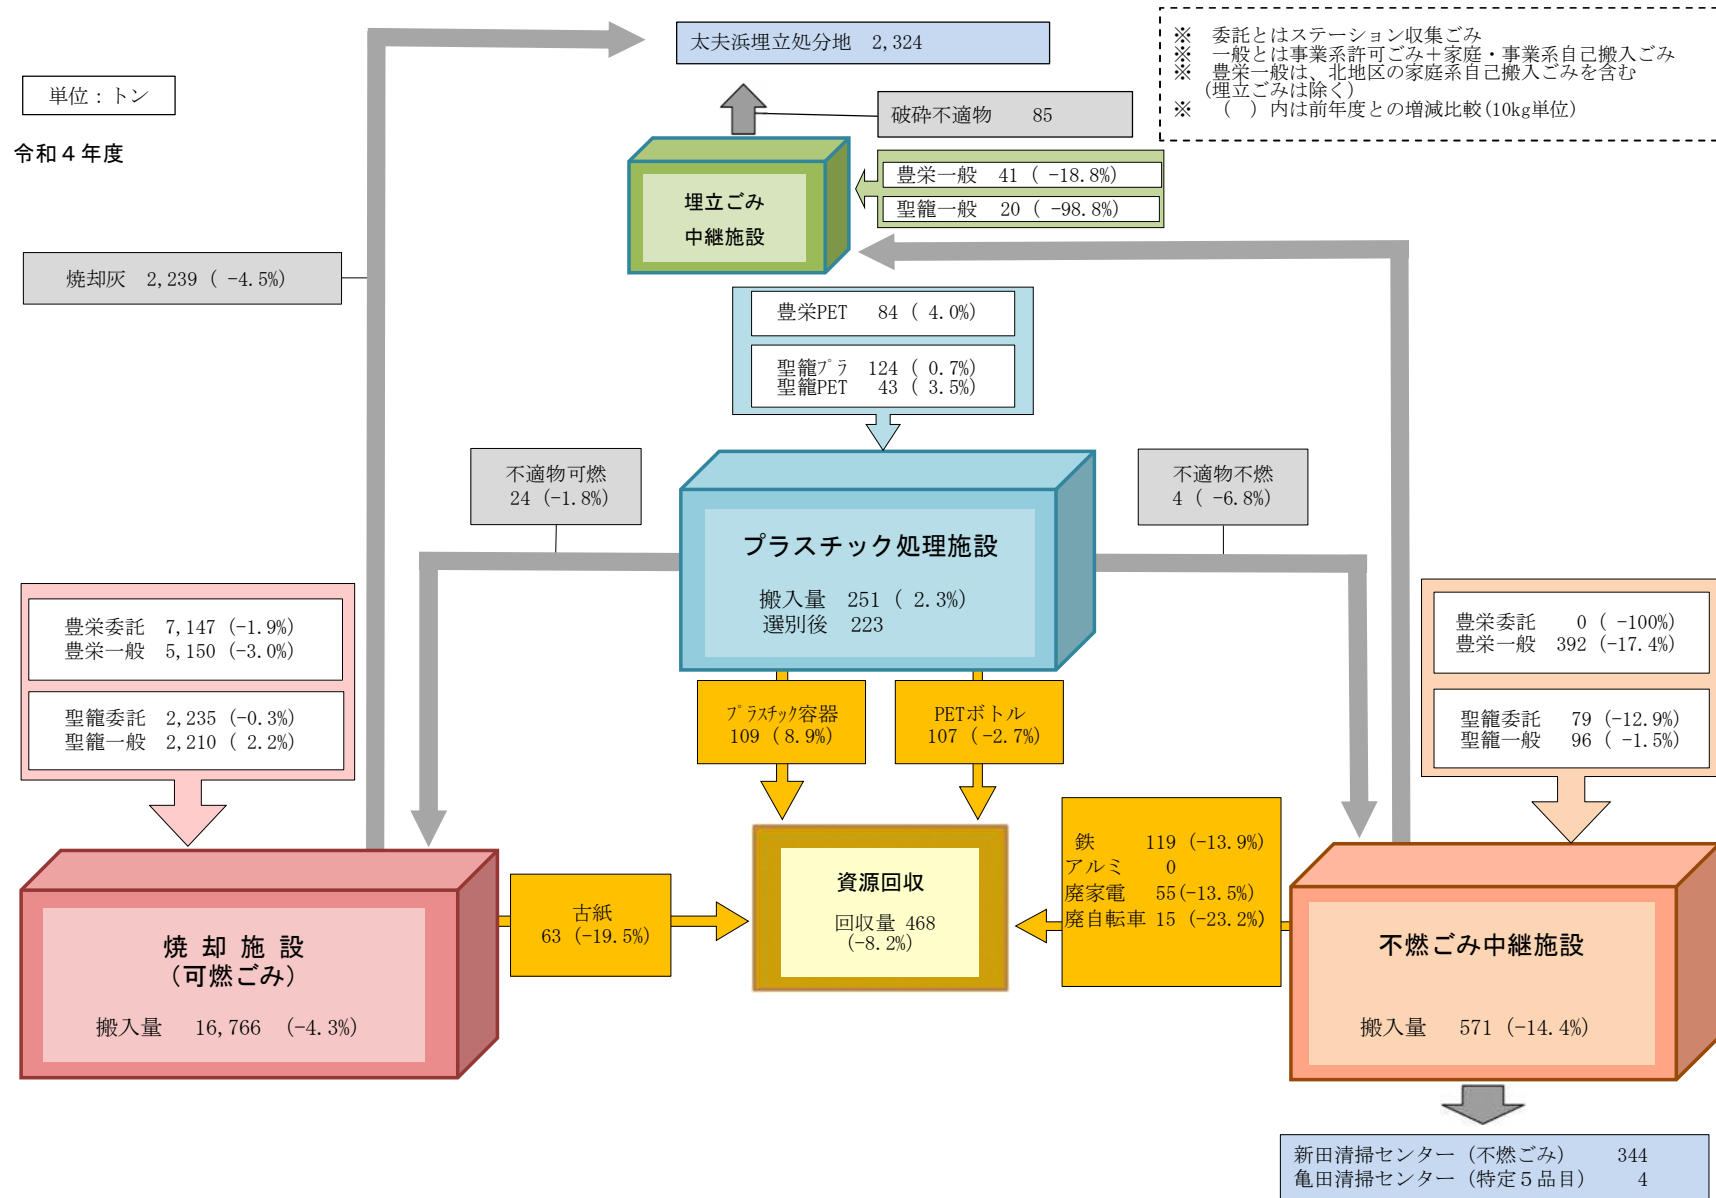 太夫浜埋立処分地 2,324
※ 委託とはステーション収集ごみ
※ 一般とは事業系許可ごみ+家庭・事業系自己搬入ごみ
※ 豊栄一般は、北地区の家庭系自己搬入ごみを含む
(埋立ごみは除く)
※ ( )内は前年度との増減比較(10kg単位)
単位:トン
令和4年度
破砕不適物 85
埋立ごみ
中継施設
豊栄一般 41 ( -18.8%)
聖籠一般 20 ( -98.8%)
焼却灰 2,239 ( -4.5%)
豊栄PET 84 ( 4.0%)
聖籠プラ 124 ( 0.7%)
聖籠PET 43 ( 3.5%)
不適物可燃
24 (-1.8%)
不適物不燃
4 ( -6.8%)
プラスチック処理施設
搬入量 251 ( 2.3%)
選別後 223
豊栄委託 7,147 (-1.9%)
豊栄一般 5,150 (-3.0%)
聖籠委託 2,235 (-0.3%)
聖籠一般 2,210 ( 2.2%)
豊栄委託 0 ( -100%)
豊栄一般 392 (-17.4%)
聖籠委託 79 (-12.9%)
聖籠一般 96 ( -1.5%)
プラスチック容器
109 ( 8.9%)
PETボトル
107 (-2.7%)
鉄 119 (-13.9%)
アルミ 0
廃家電 55(-13.5%)
廃自転車 15 (-23.2%)
資源回収
回収量 468
(-8.2%)
古紙
63 (-19.5%)
焼却施設
(可燃ごみ)
搬入量 16,766 (-4.3%)
不燃ごみ中継施設
搬入量 571 (-14.4%)
新田清掃センター (不燃ごみ) 344
亀田清掃センター (特定5品目) 4